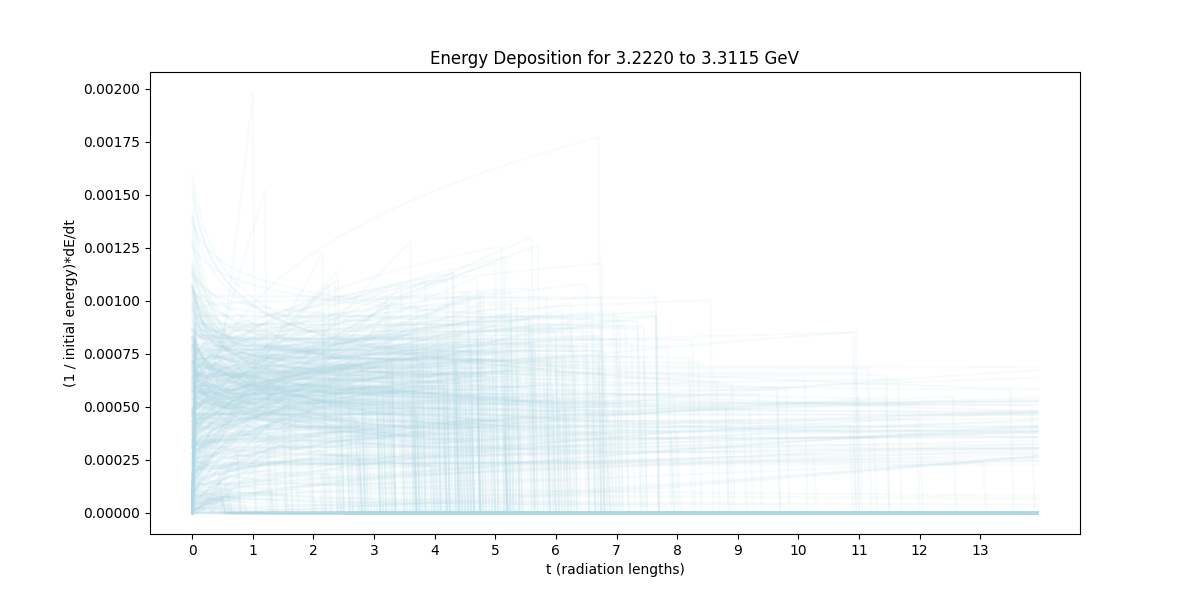 Energy Deposition for 3.2220 to 3.3115 GeV
(1 / initial energy)*dE/dt
0.00200
0.00175
0.00150
0.00125
0.00100
0.00075
0.00050
0.00025
0.00000
0 1 2 3 4 5 6 7 8 9 10 11 12 13
t (radiation lengths)